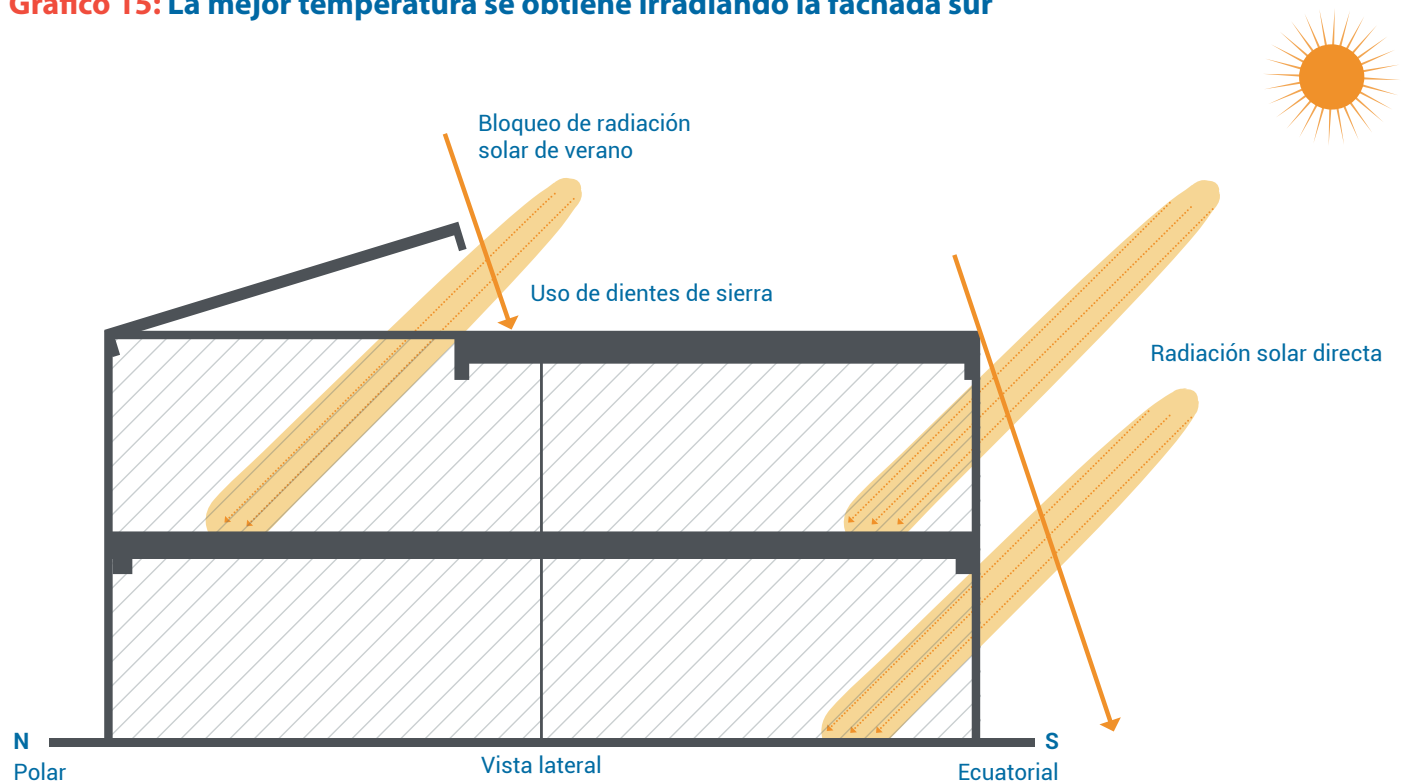 Gráfico 15: La mejor temperatura se obtiene irradiando la fachada sur
Bloqueo de radiación
solar de verano
Uso de dientes de sierra
Radiación solar directa
N
S
Polar
Vista lateral
Ecuatorial